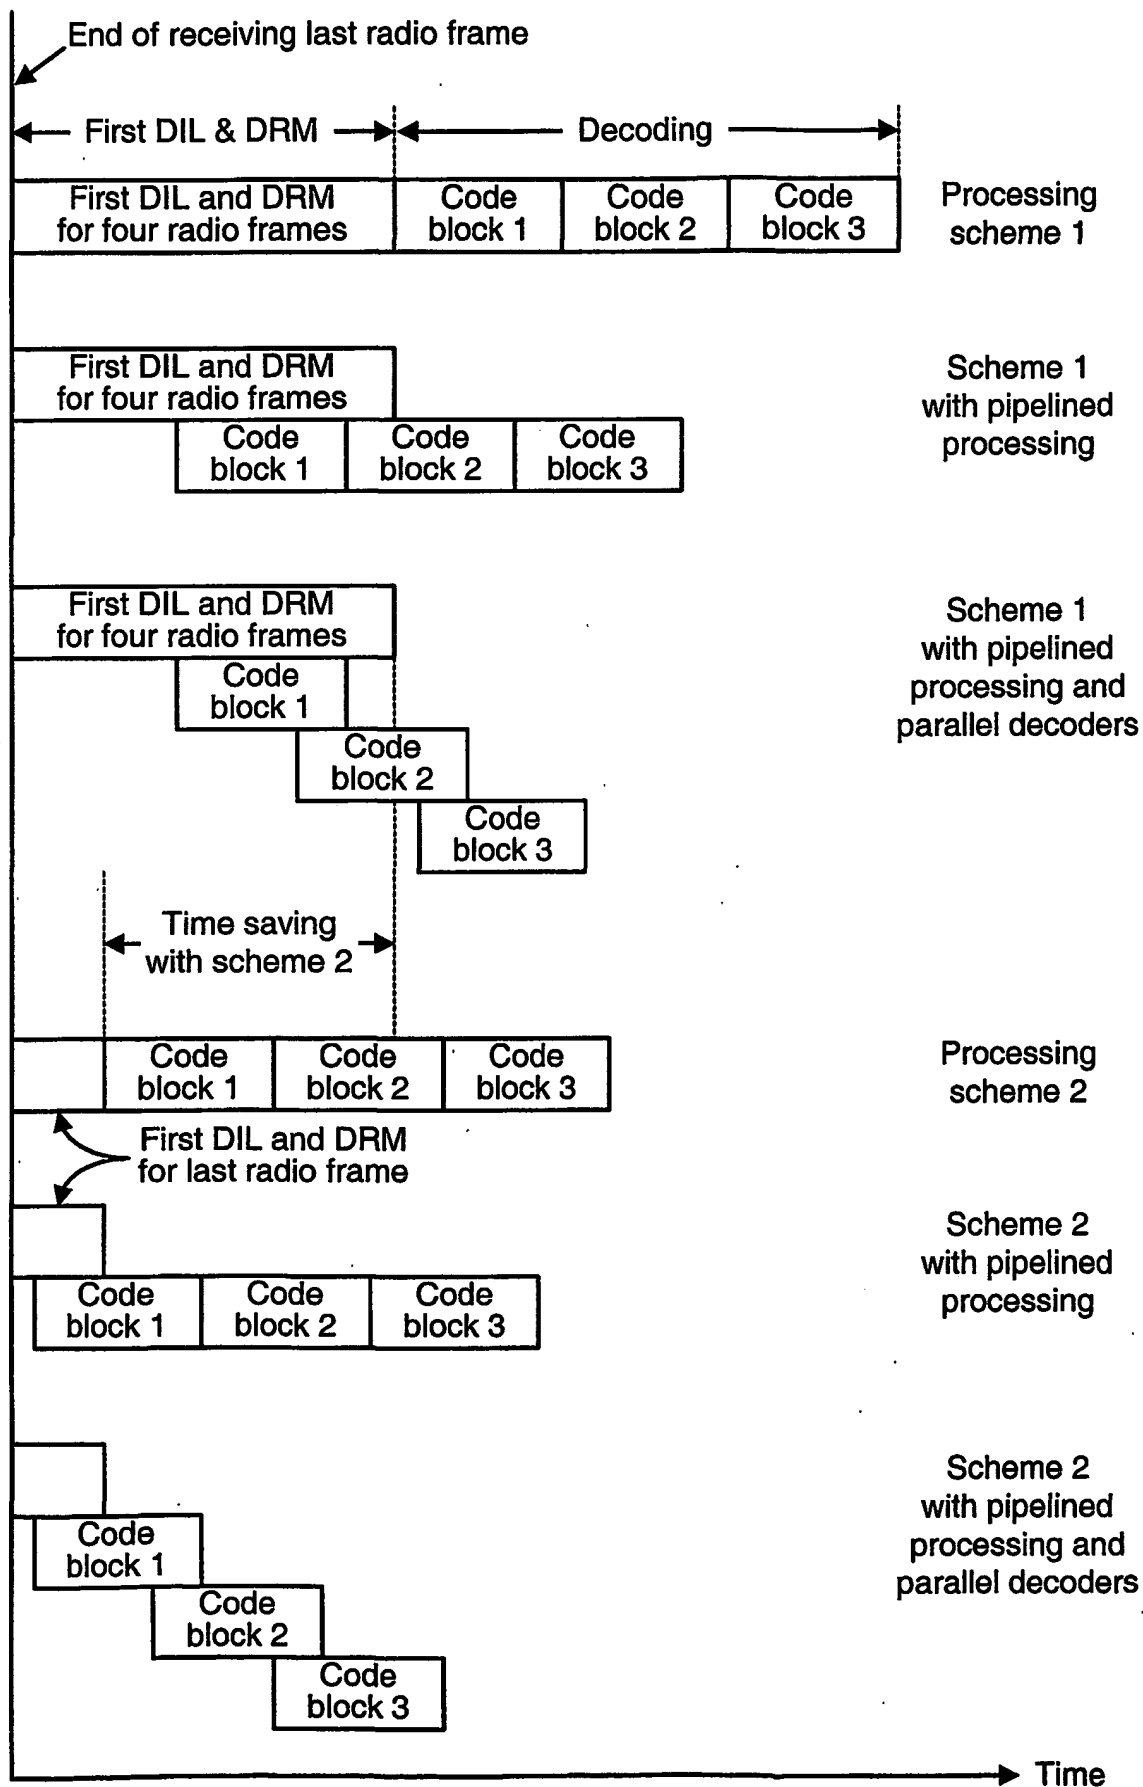 End of receiving last radio frame
First DIL & DRM
Decoding
First DIL and DRM
for four radio frames
Code
block 1
Code
block 2
Code
block 3
Processing
scheme 1
First DIL and DRM
for four radio frames
Code
block 1
Code
block 2
Code
block 3
Scheme 1
with pipelined
processing
First DIL and DRM
for four radio frames
Code
block 1
Code
block 2
Code
block 3
Scheme 1
with pipelined
processing and
parallel decoders
Time saving
with scheme 2
Code
block 1
Code
block 2
Code
block 3
Processing
scheme 2
First DIL and DRM
for last radio frame
Code
block 1
Code
block 2
Code
block 3
Scheme 2
with pipelined
processing
Code
block 1
Code
block 2
Code
block 3
Scheme 2
with pipelined
processing and
parallel decoders
Time